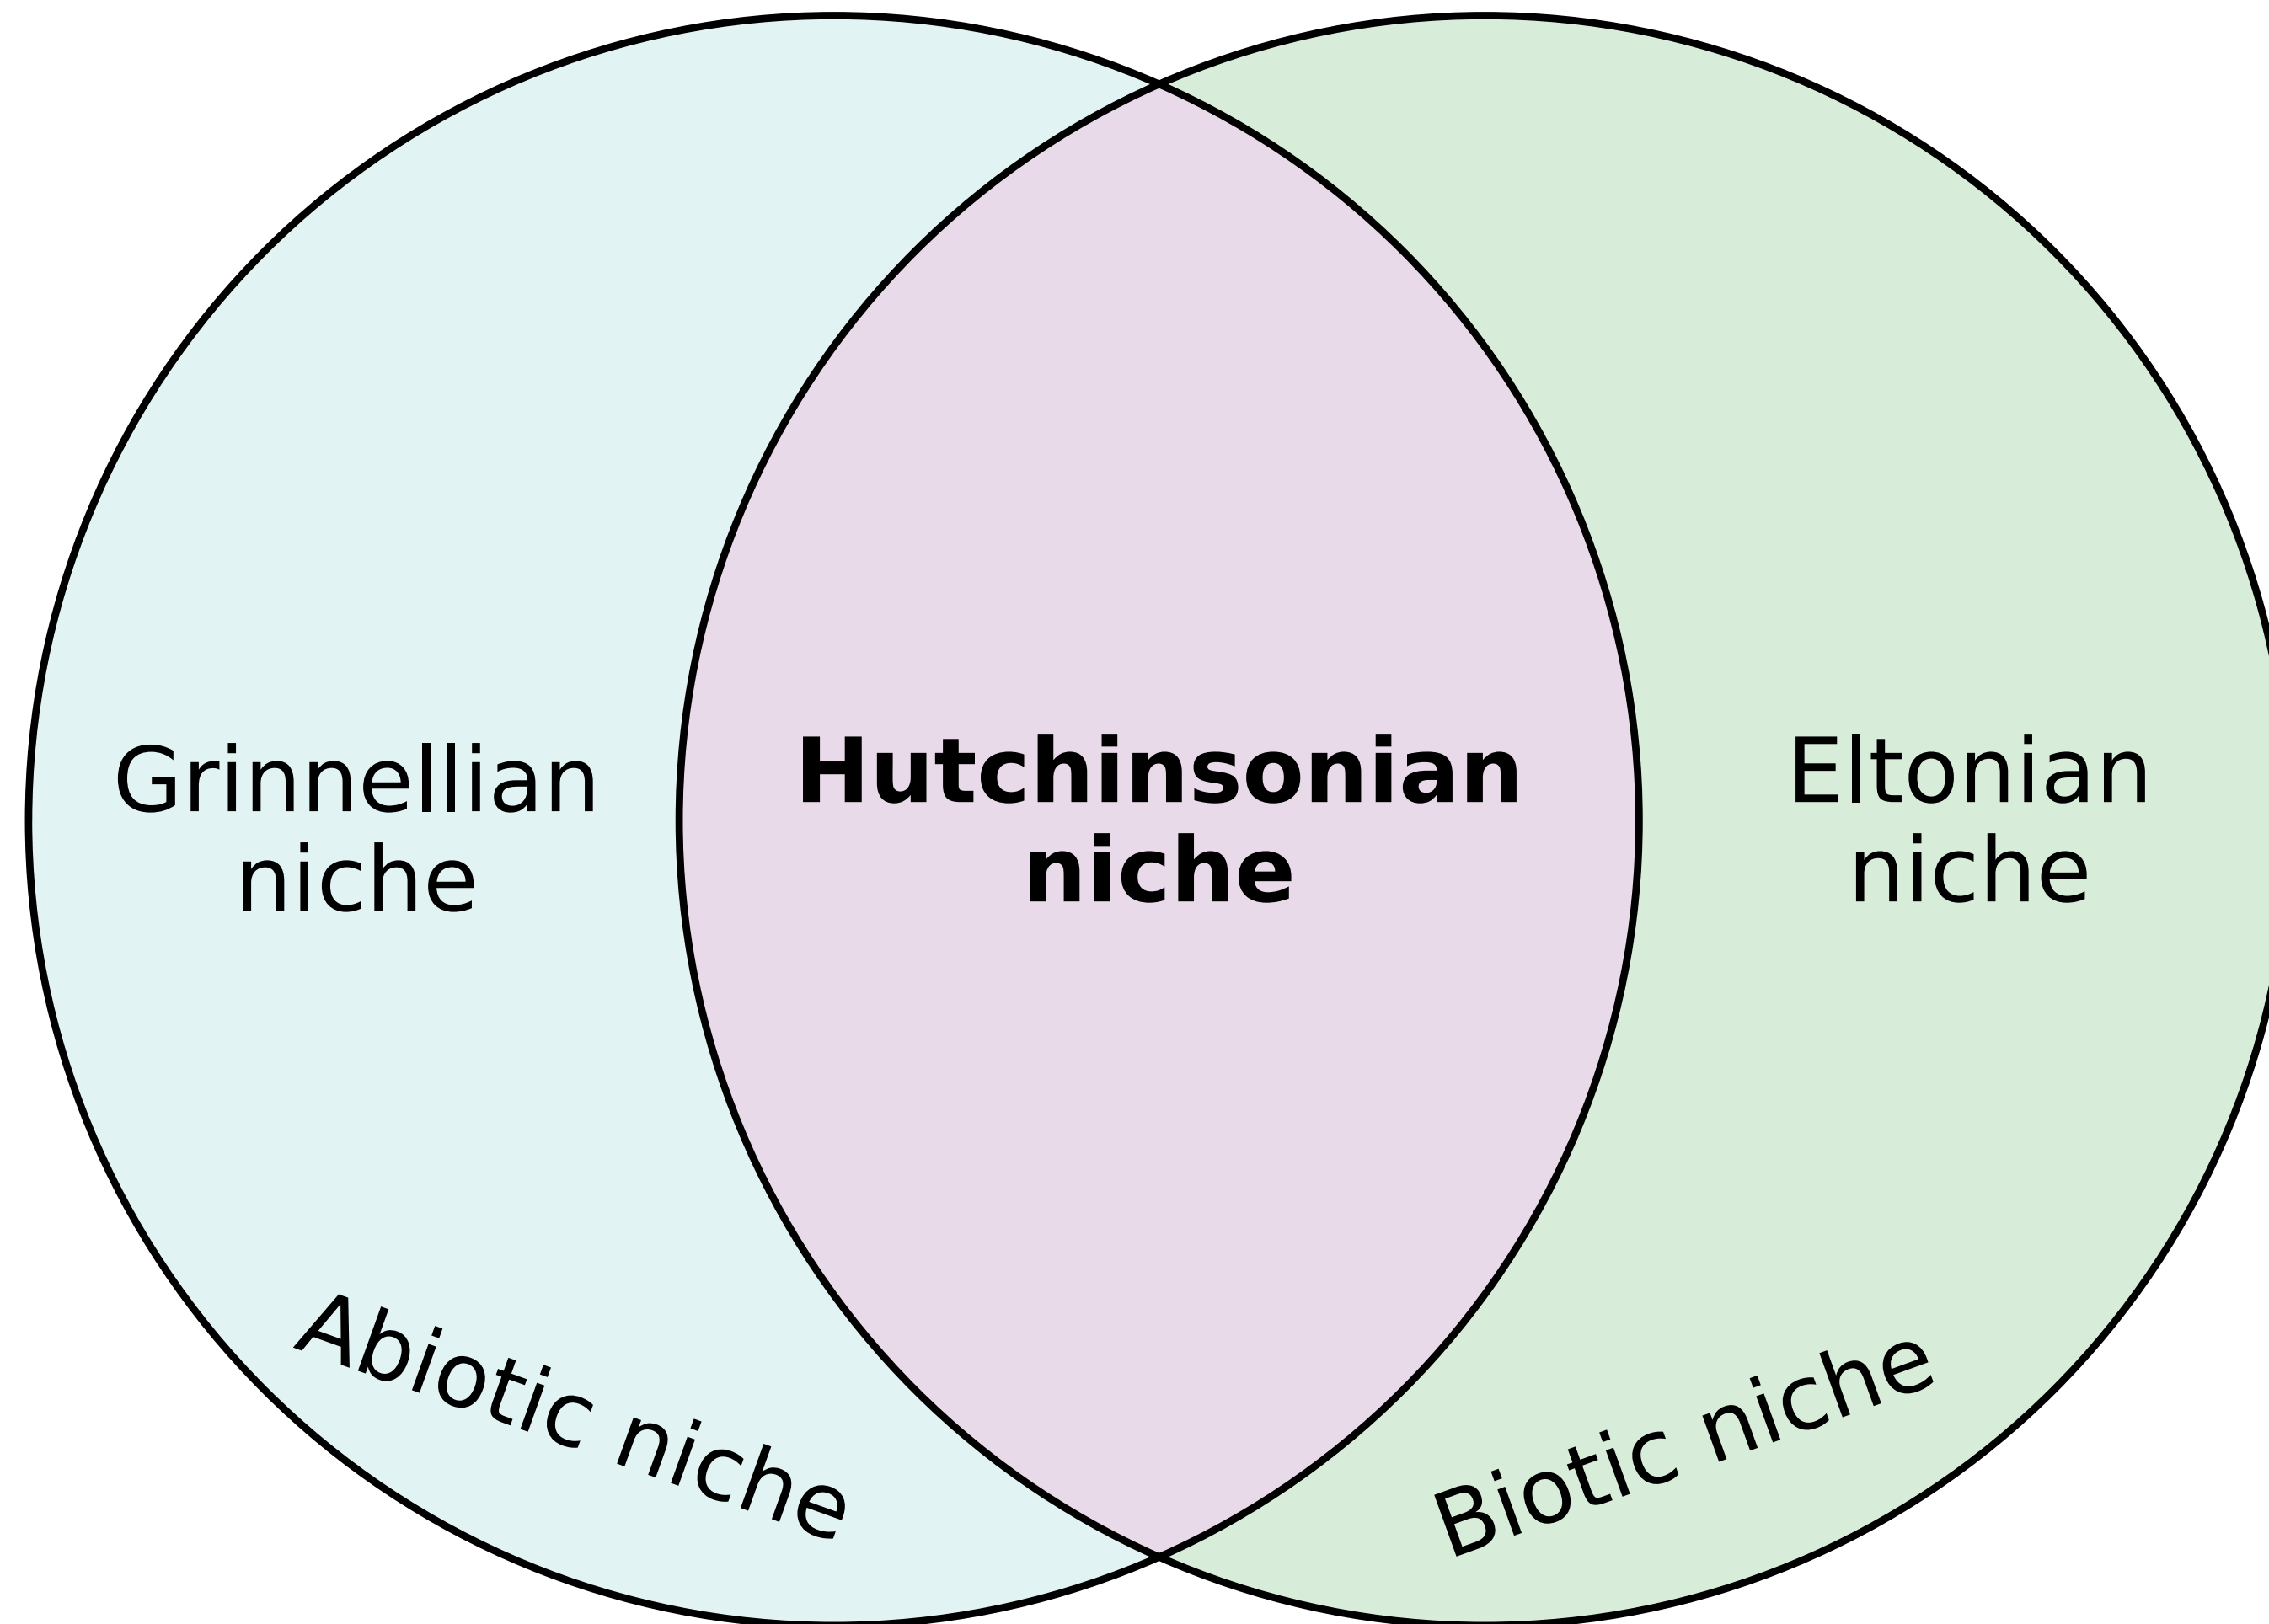 Grinnellian
niche
Hutchinsonian
niche
Eltonian
niche
Abiotic niche
Biotic niche